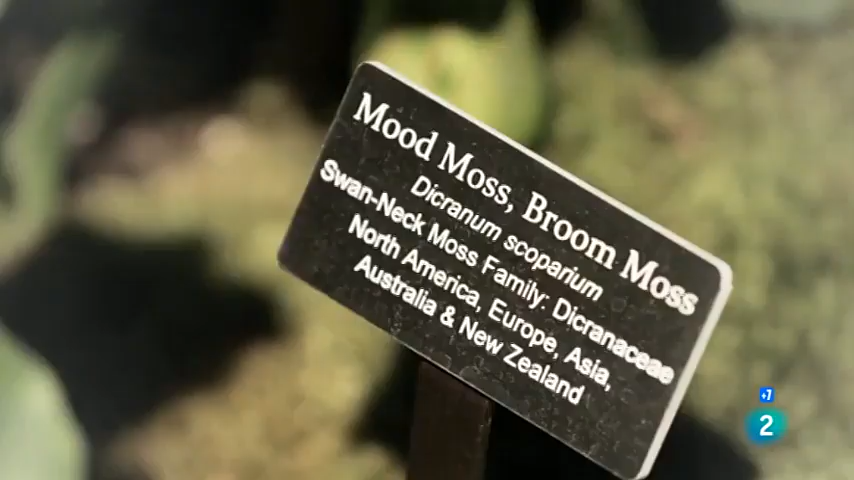 Mood Moss, Broom Moss
Dicranum scoparium
Swan-Neck Moss Family: Dicranaceae
North America, Europe, Asia,
Australia & New Zealand
+7
2